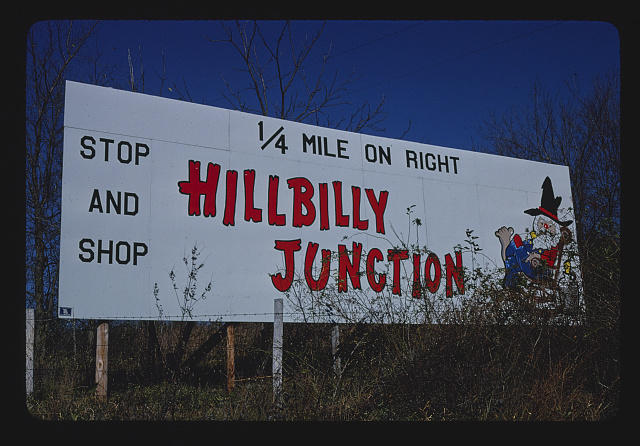 1/4 MILE ON RIGHT
STOP
AND
SHOP
HILLBILLY
JUNCTION